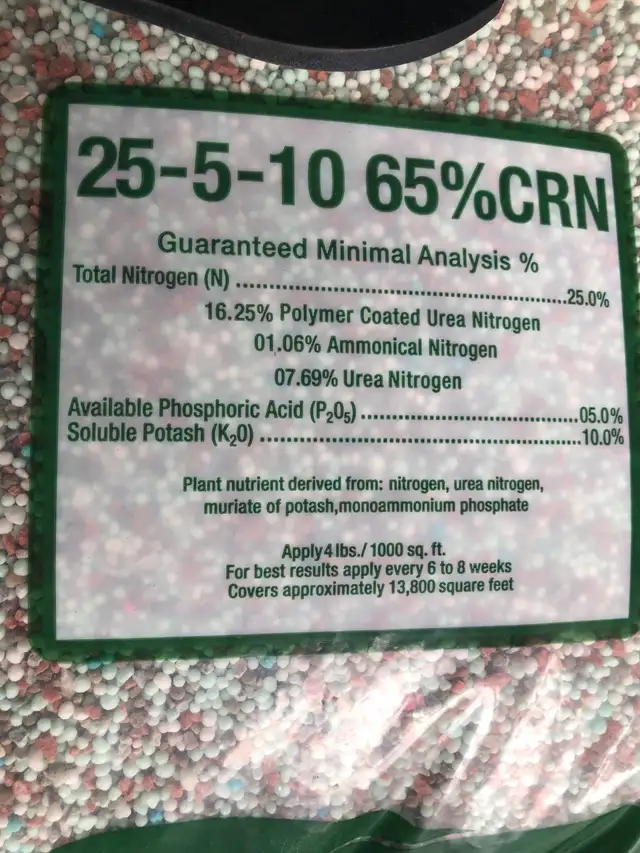 25-5-10 65%CRN
Guaranteed Minimal Analysis %
Total Nitrogen (N) ................................................25.0%
16.25% Polymer Coated Urea Nitrogen
01.06% Ammonical Nitrogen
07.69% Urea Nitrogen
Available Phosphoric Acid (P₂O₅) ................................05.0%
Soluble Potash (K₂O) ...............................................10.0%
Plant nutrient derived from: nitrogen, urea nitrogen,
muriate of potash,monoammonium phosphate
Apply 4 lbs./ 1000 sq. ft.
For best results apply every 6 to 8 weeks
Covers approximately 13,800 square feet